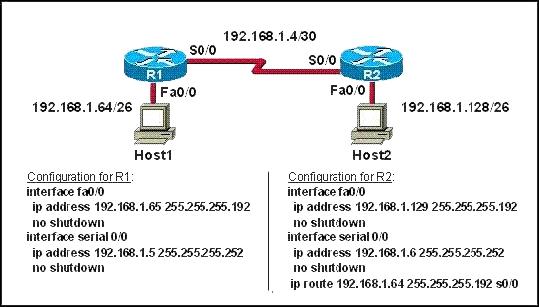 192.168.1.4/30
S0/0
S0/0
R1
R2
Fa0/0
Fa0/0
192.168.1.64/26
192.168.1.128/26
Host1
Host2
Configuration for R1:
interface fa0/0
ip address 192.168.1.65 255.255.255.192
no shutdown
interface serial 0/0
ip address 192.168.1.5 255.255.255.252
no shutdown
Configuration for R2:
interface fa0/0
ip address 192.168.1.129 255.255.255.192
no shutdown
interface serial 0/0
ip address 192.168.1.6 255.255.255.252
no shutdown
ip route 192.168.1.64 255.255.255.192 s0/0